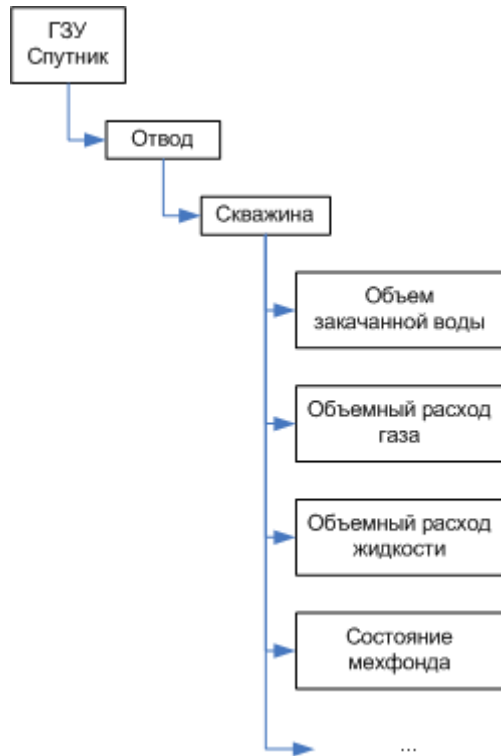 ГЗУ
Спутник
Отвод
Скважина
Объем
закачанной воды
Объемный расход
газа
Объемный расход
жидкости
Состояние
мехфонда
...